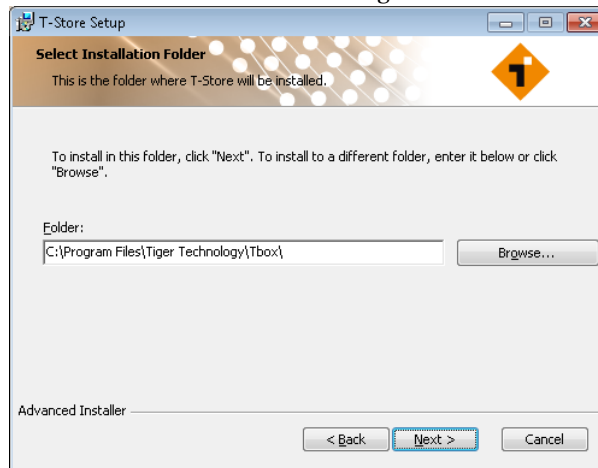 T-Store Setup
Select Installation Folder
This is the folder where T-Store will be installed.
To install in this folder, click "Next". To install to a different folder, enter it below or click
"Browse".
Folder:
C:\Program Files\Tiger Technology\Tbox\
Browse...
Advanced Installer
< Back
Next >
Cancel